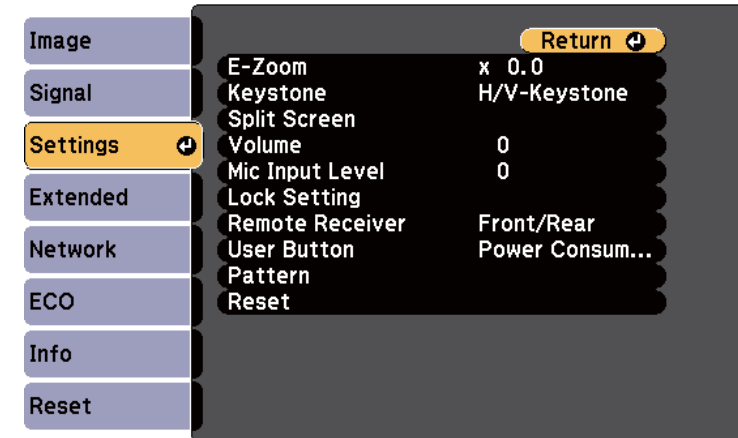 Image
Signal
Settings
Extended
Network
ECO
Info
Reset
Return
E-Zoom x 0.0
Keystone H/V-Keystone
Split Screen
Volume 0
Mic Input Level 0
Lock Setting
Remote Receiver Front/Rear
User Button Power Consum...
Pattern
Reset